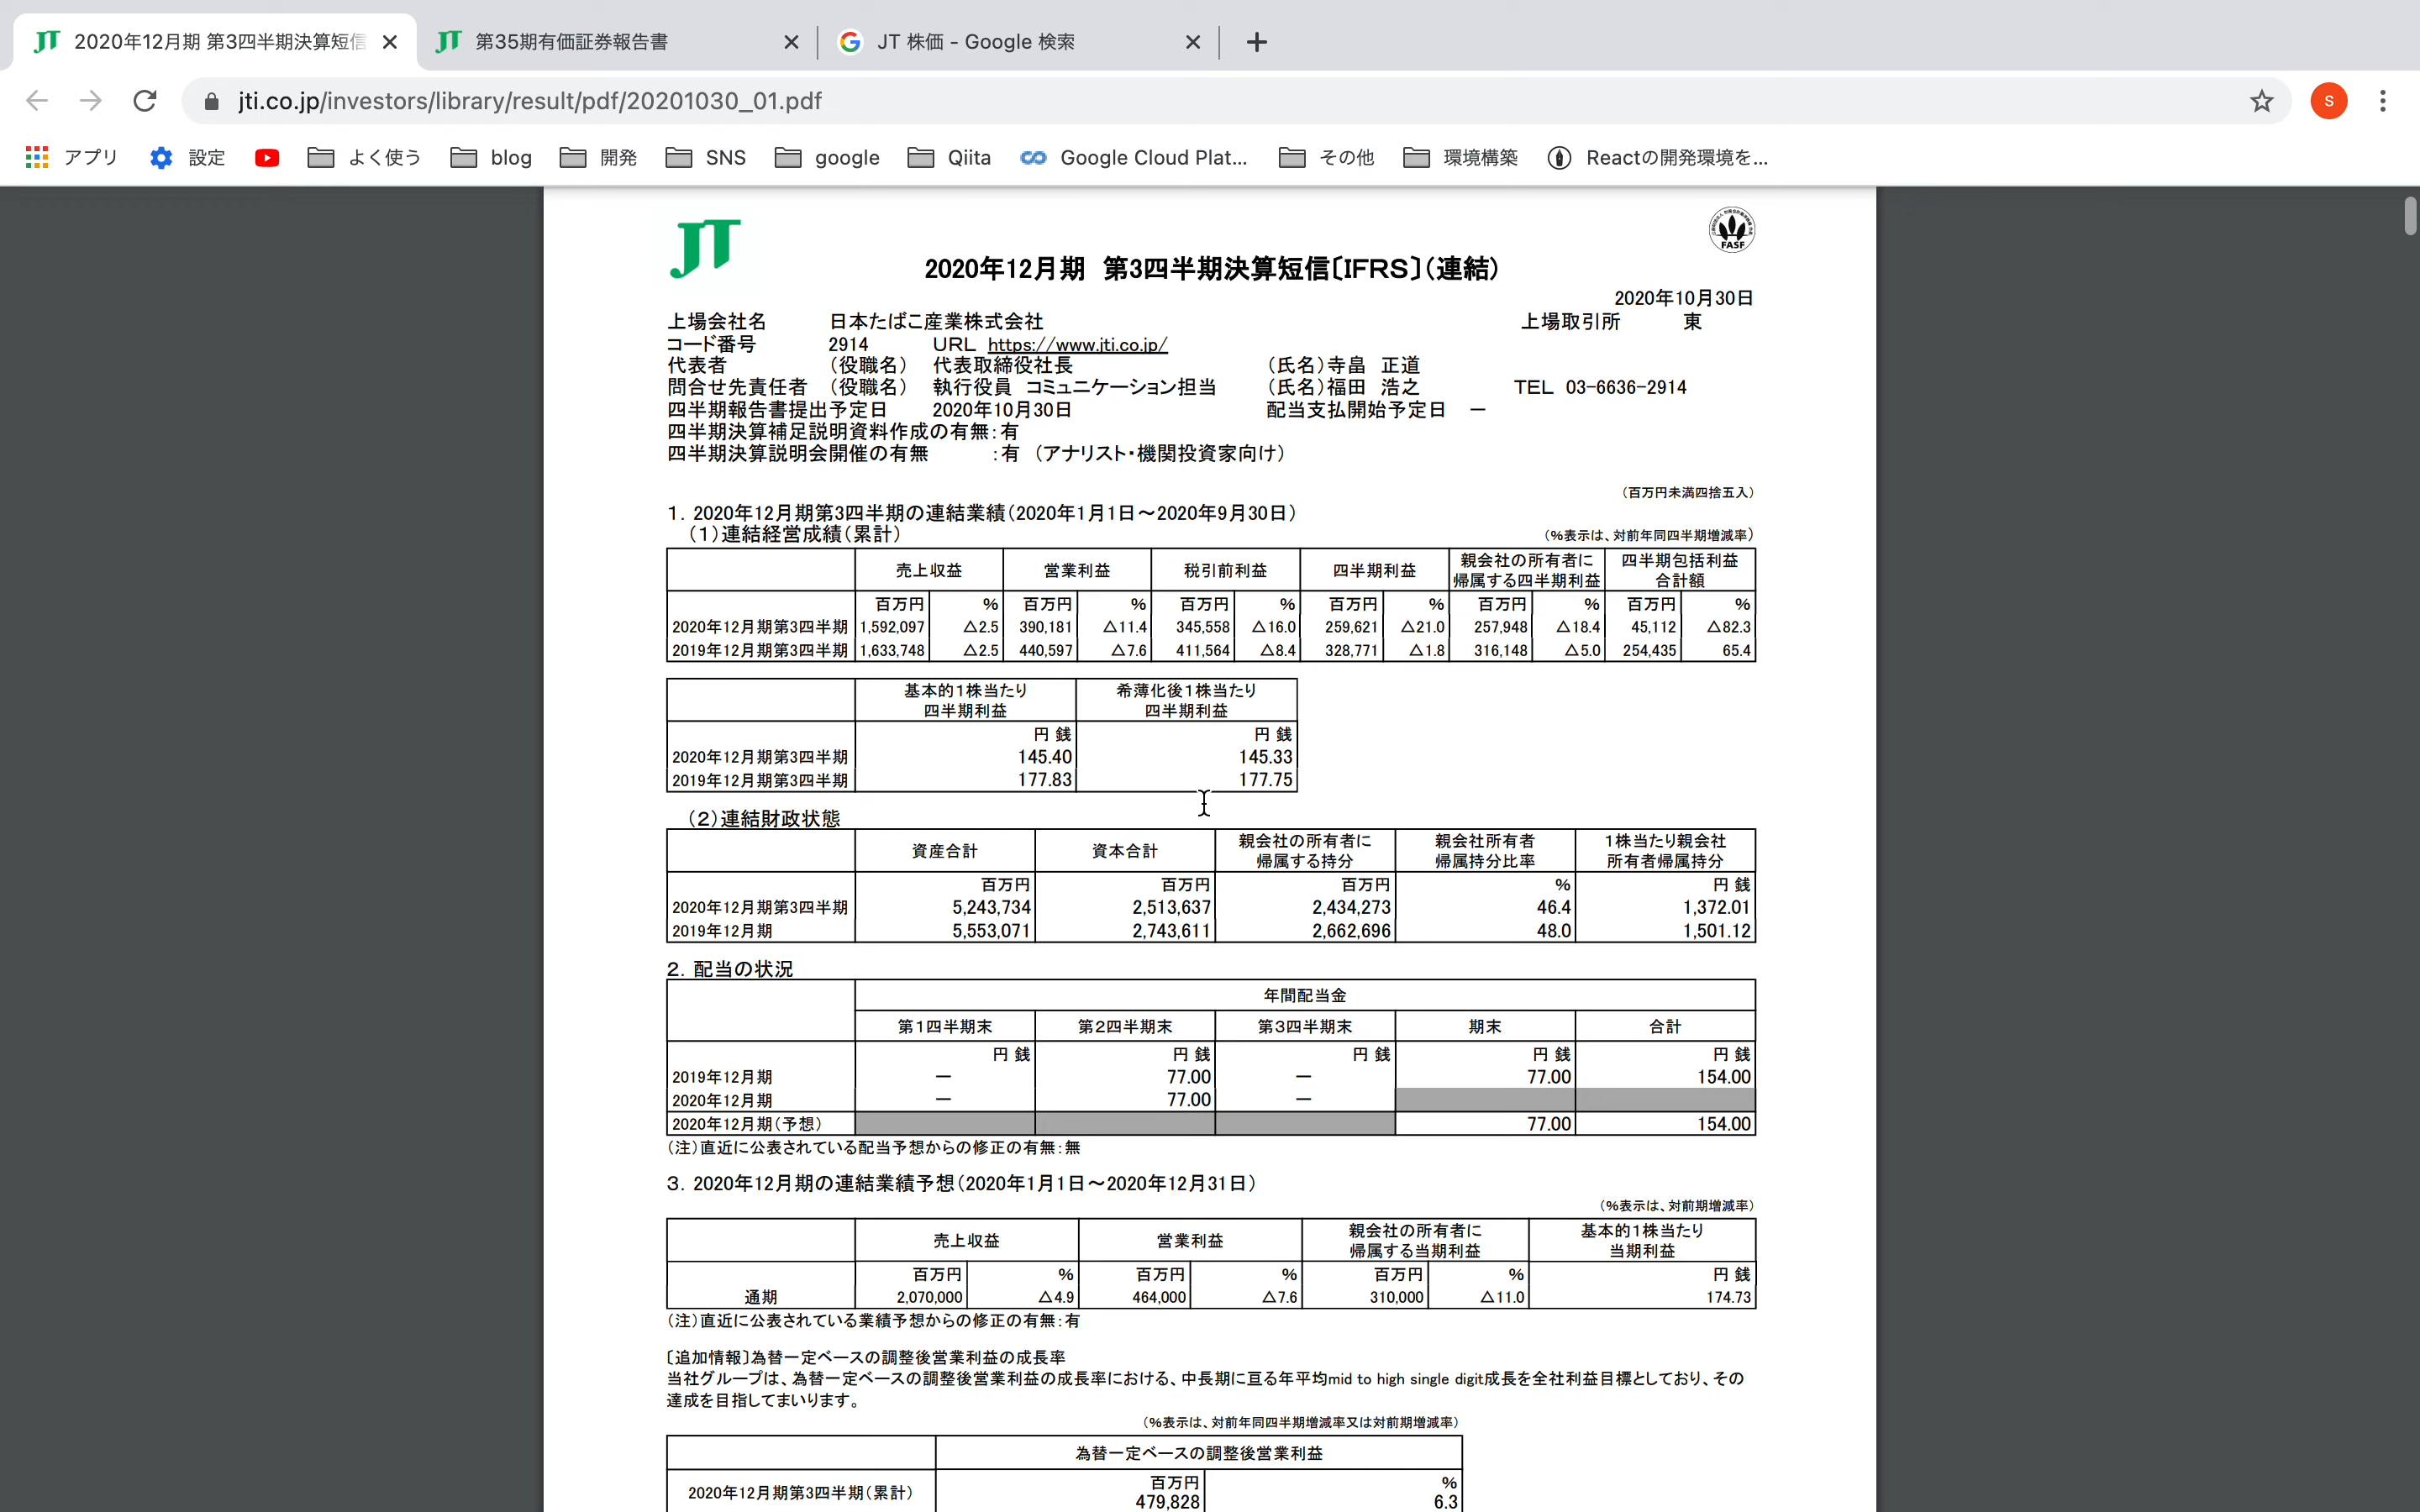 JT 2020年12月期 第3四半期決算短信 JT 第35期有価証券報告書 JT 株価 - Google 検索
jti.co.jp/investors/library/result/pdf/20201030_01.pdf S
アプリ 設定 よく使う blog 開発 SNS google Qiita Google Cloud Plat... その他 環境構築 Reactの開発環境を...
JT
FASF
2020年12月期 第3四半期決算短信〔IFRS〕(連結)
2020年10月30日
上場会社名 日本たばこ産業株式会社 上場取引所 東
コード番号 2914 URL https://www.jti.co.jp/
代表者 (役職名) 代表取締役社長 (氏名)寺畠 正道
問合せ先責任者 (役職名) 執行役員 コミュニケーション担当 (氏名)福田 浩之 TEL 03-6636-2914
四半期報告書提出予定日 2020年10月30日 配当支払開始予定日 ―
四半期決算補足説明資料作成の有無:有
四半期決算説明会開催の有無 :有 (アナリスト・機関投資家向け)
(百万円未満四捨五入)
1. 2020年12月期第3四半期の連結業績(2020年1月1日~2020年9月30日)
(1)連結経営成績(累計) (%表示は、対前年同四半期増減率)
売上収益 営業利益 税引前利益 四半期利益 親会社の所有者に帰属する四半期利益 四半期包括利益合計額
百万円 % 百万円 % 百万円 % 百万円 % 百万円 % 百万円 %
2020年12月期第3四半期 1,592,097 △2.5 390,181 △11.4 345,558 △16.0 259,621 △21.0 257,948 △18.4 45,112 △82.3
2019年12月期第3四半期 1,633,748 △2.5 440,597 △7.6 411,564 △8.4 328,771 △1.8 316,148 △5.0 254,435 65.4
基本的1株当たり四半期利益 希薄化後1株当たり四半期利益
円 銭 円 銭
2020年12月期第3四半期 145.40 145.33
2019年12月期第3四半期 177.83 177.75
(2)連結財政状態
資産合計 資本合計 親会社の所有者に帰属する持分 親会社所有者帰属持分比率 1株当たり親会社所有者帰属持分
百万円 百万円 百万円 % 円 銭
2020年12月期第3四半期 5,243,734 2,513,637 2,434,273 46.4 1,372.01
2019年12月期 5,553,071 2,743,611 2,662,696 48.0 1,501.12
2. 配当の状況
年間配当金
第1四半期末 第2四半期末 第3四半期末 期末 合計
円 銭 円 銭 円 銭 円 銭 円 銭
2019年12月期 ― 77.00 ― 77.00 154.00
2020年12月期 ― 77.00 ―
2020年12月期(予想) 77.00 154.00
(注)直近に公表されている配当予想からの修正の有無:無
3. 2020年12月期の連結業績予想(2020年1月1日~2020年12月31日)
(%表示は、対前期増減率)
売上収益 営業利益 親会社の所有者に帰属する当期利益 基本的1株当たり当期利益
百万円 % 百万円 % 百万円 % 円 銭
通期 2,070,000 △4.9 464,000 △7.6 310,000 △11.0 174.73
(注)直近に公表されている業績予想からの修正の有無:有
〔追加情報〕為替一定ベースの調整後営業利益の成長率
当社グループは、為替一定ベースの調整後営業利益の成長率における、中長期に亘る年平均mid to high single digit成長を全社利益目標としており、その
達成を目指してまいります。
(%表示は、対前年同四半期増減率又は対前期増減率)
為替一定ベースの調整後営業利益
百万円 %
2020年12月期第3四半期(累計) 479,828 6.3